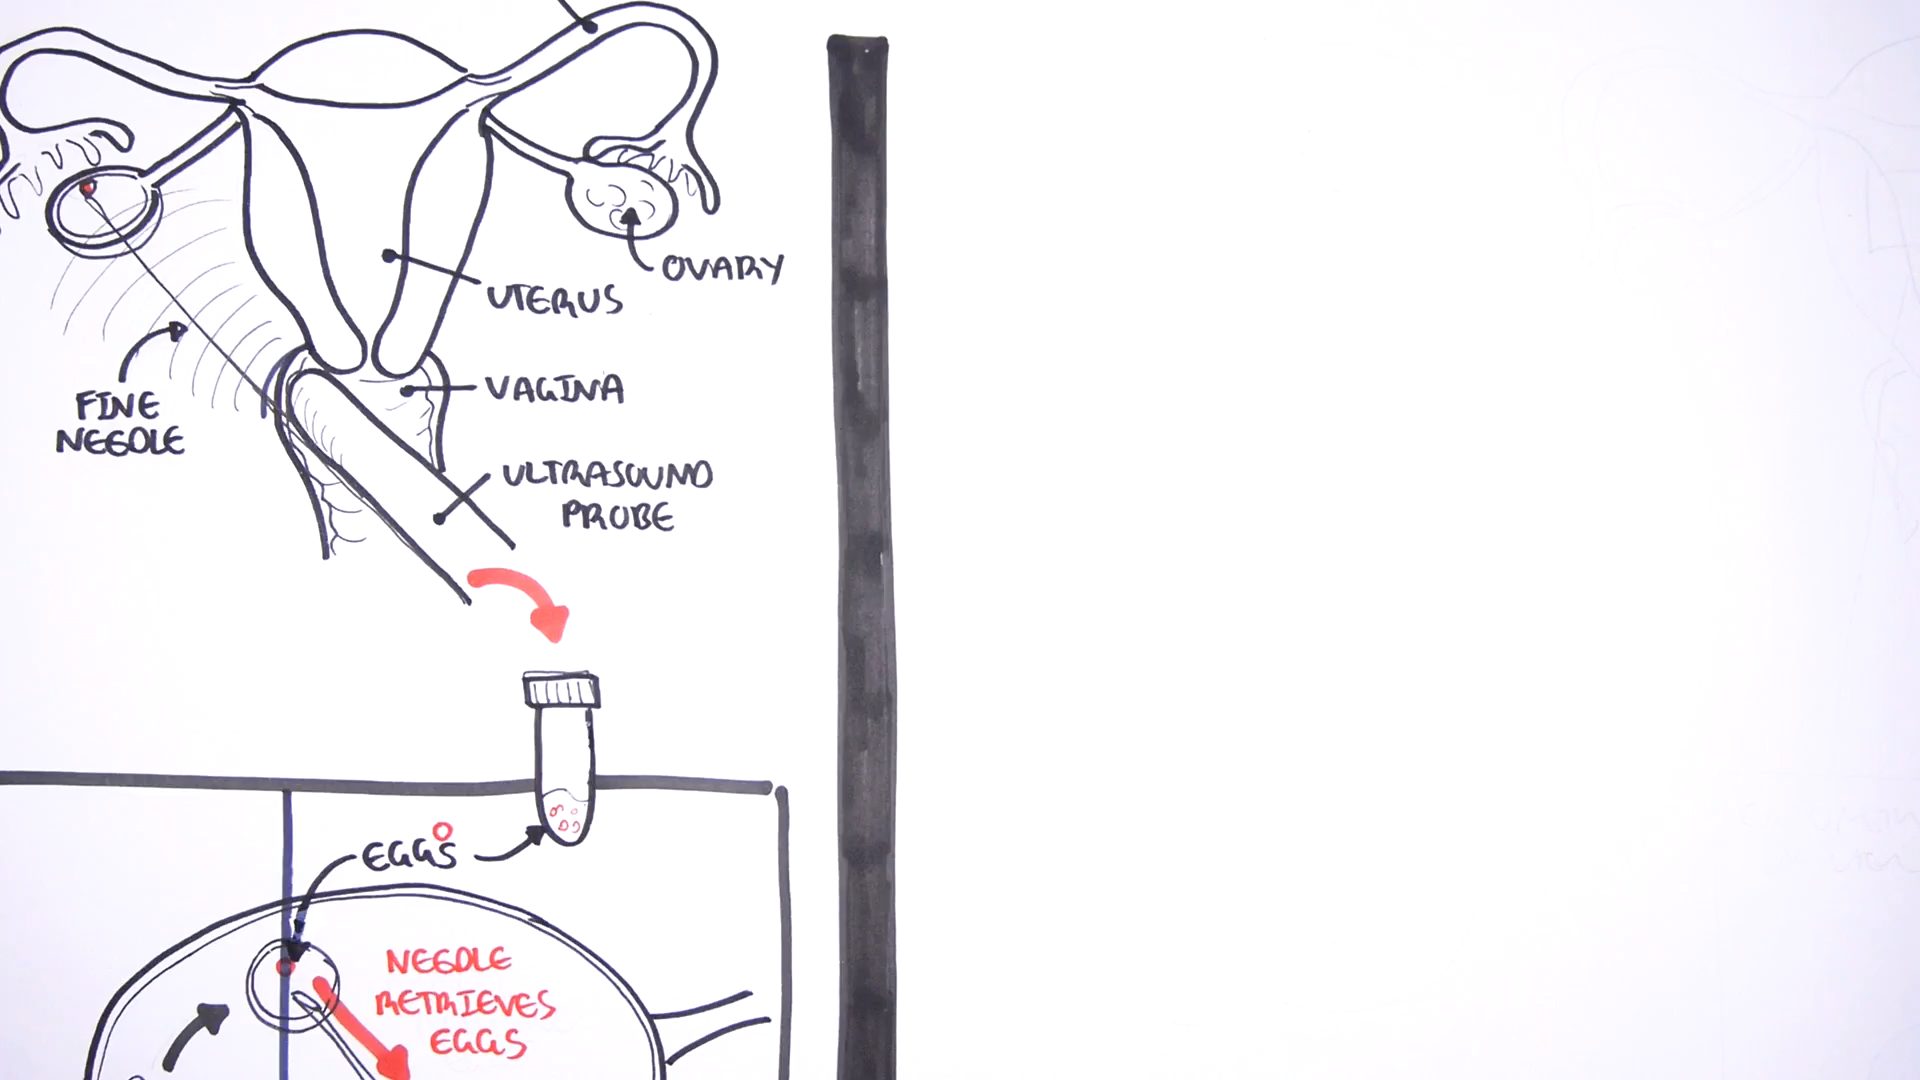 OVARY
UTERUS
VAGINA
FINE
NEEDLE
ULTRASOUND
PROBE
EGGS
NEEDLE
RETRIEVES
EGGS